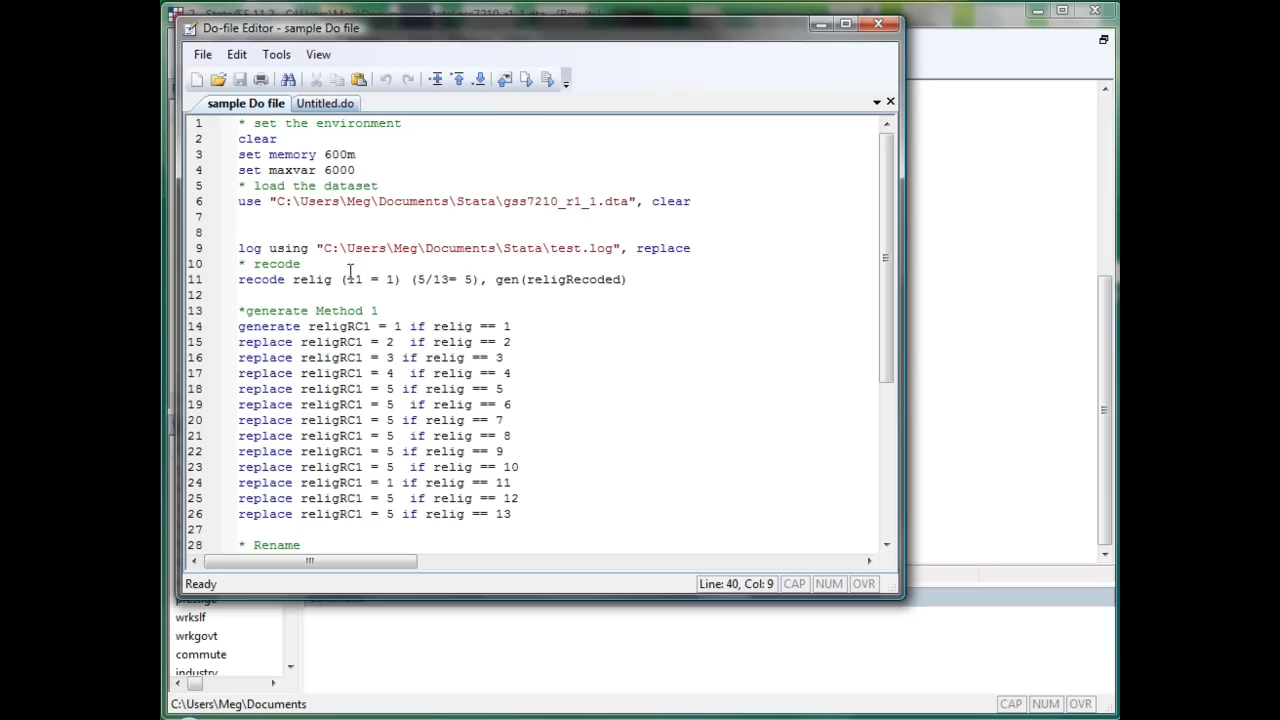 Do-file Editor - sample Do file
File Edit Tools View
sample Do file Untitled.do
1 * set the environment
2 clear
3 set memory 600m
4 set maxvar 6000
5 * load the dataset
6 use "C:\Users\Meg\Documents\Stata\gss7210_r1_1.dta", clear
7
8
9 log using "C:\Users\Meg\Documents\Stata\test.log", replace
10 * recode
11 recode relig (11 = 1) (5/13= 5), gen(religRecoded)
12
13 *generate Method 1
14 generate religRC1 = 1 if relig == 1
15 replace religRC1 = 2  if relig == 2
16 replace religRC1 = 3 if relig == 3
17 replace religRC1 = 4  if relig == 4
18 replace religRC1 = 5 if relig == 5
19 replace religRC1 = 5  if relig == 6
20 replace religRC1 = 5 if relig == 7
21 replace religRC1 = 5  if relig == 8
22 replace religRC1 = 5 if relig == 9
23 replace religRC1 = 5  if relig == 10
24 replace religRC1 = 1 if relig == 11
25 replace religRC1 = 5  if relig == 12
26 replace religRC1 = 5 if relig == 13
27
28 * Rename
Ready Line: 40, Col: 9 CAP NUM OVR
prestige
wrkslf
wrkgovt
commute
industry
C:\Users\Meg\Documents CAP NUM OVR